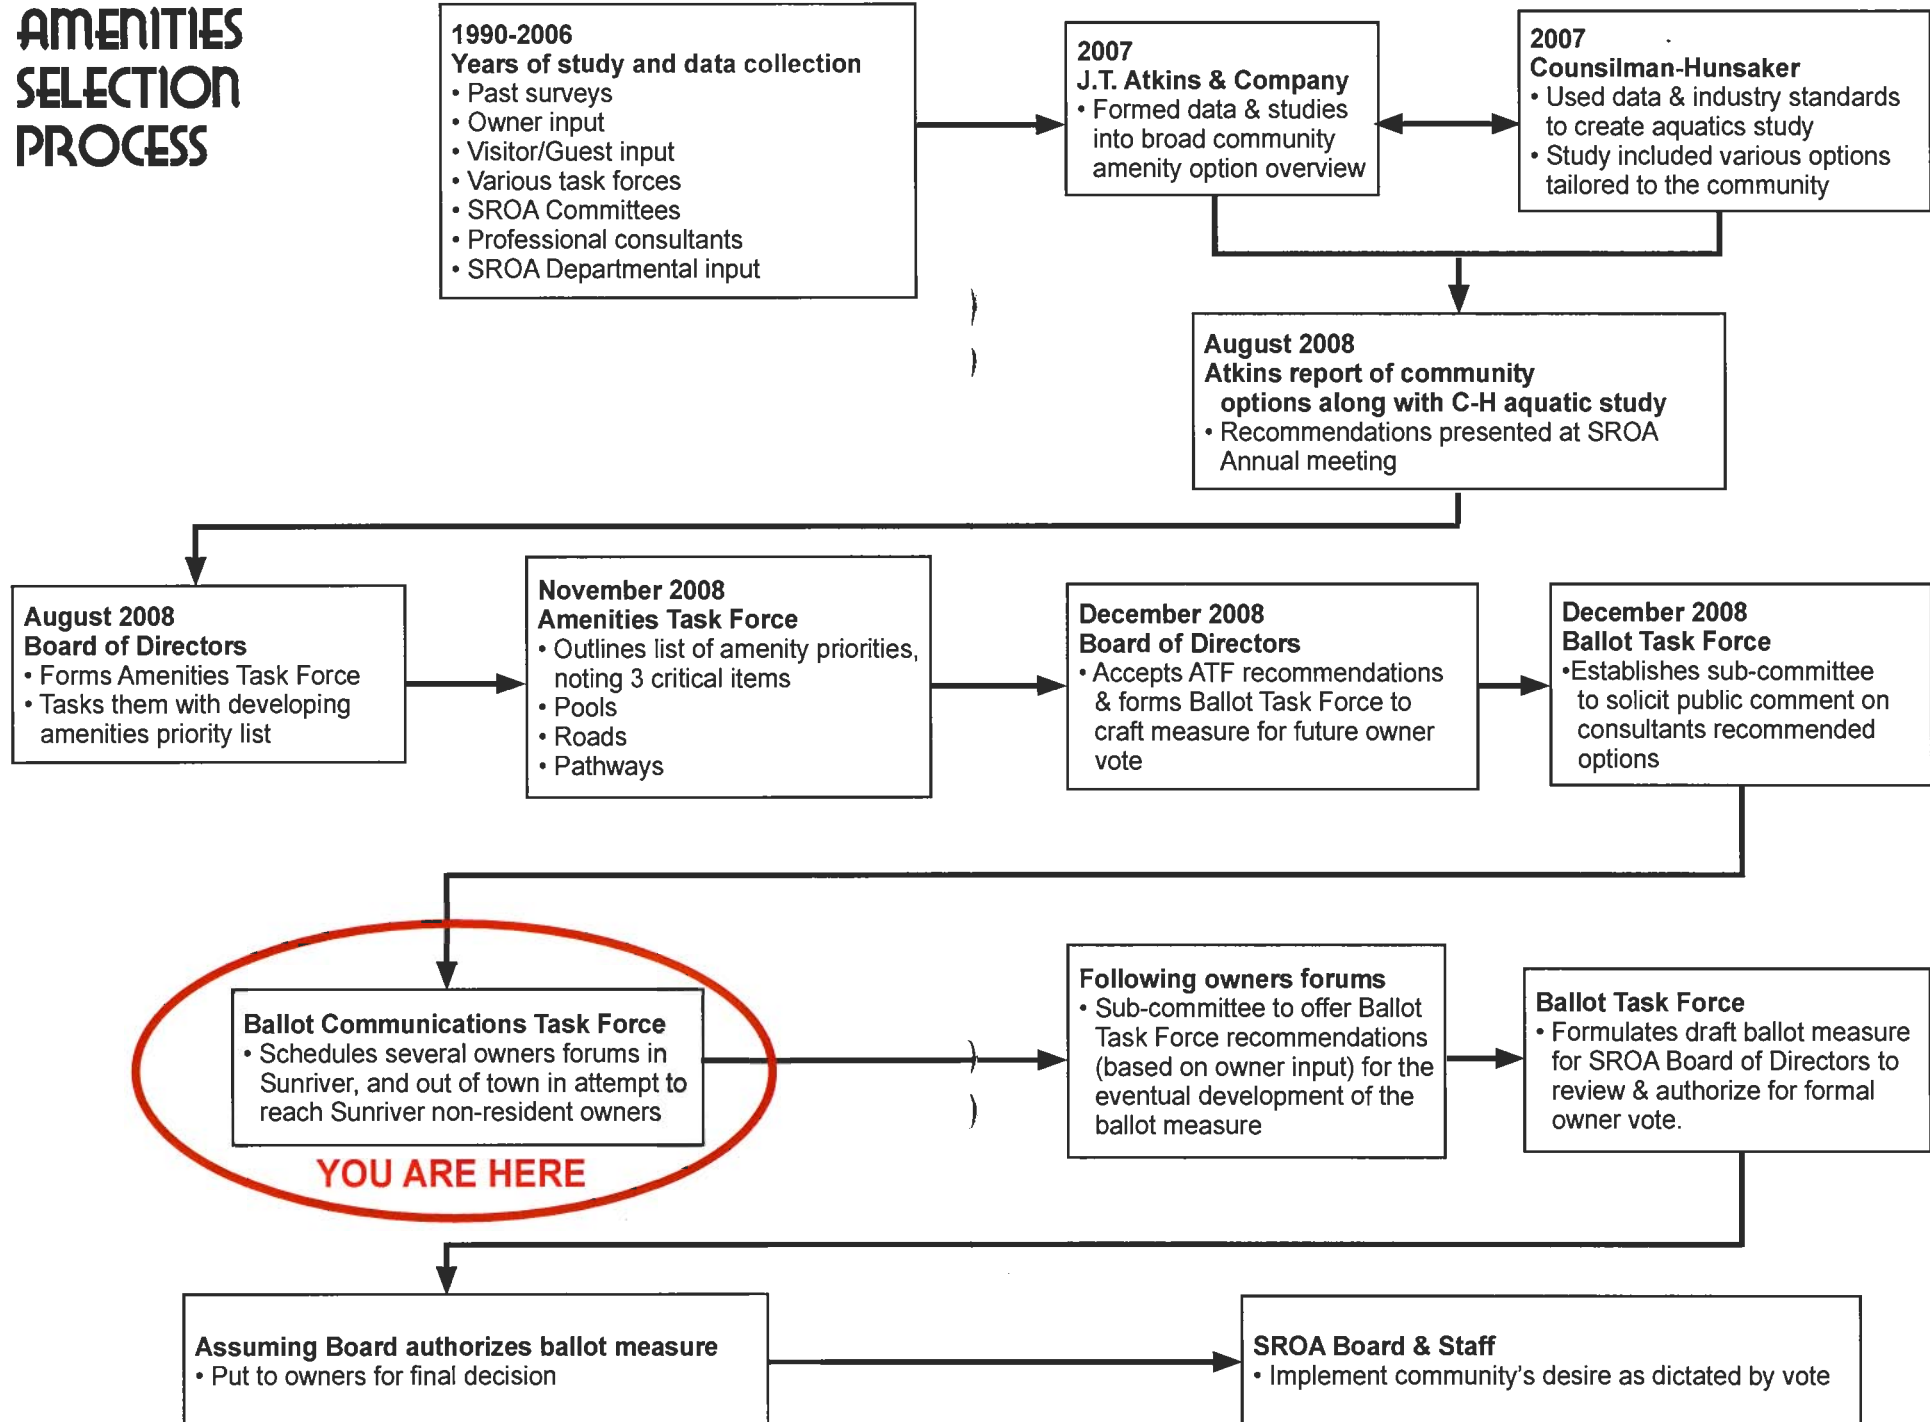 AMENITIES
SELECTION
PROCESS
1990-2006
Years of study and data collection
• Past surveys
• Owner input
• Visitor/Guest input
• Various task forces
• SROA Committees
• Professional consultants
• SROA Departmental input
2007
J.T. Atkins & Company
• Formed data & studies
into broad community
amenity option overview
2007
Counsilman-Hunsaker
• Used data & industry standards
to create aquatics study
• Study included various options
tailored to the community
August 2008
Atkins report of community
options along with C-H aquatic study
• Recommendations presented at SROA
Annual meeting
August 2008
Board of Directors
• Forms Amenities Task Force
• Tasks them with developing
amenities priority list
November 2008
Amenities Task Force
• Outlines list of amenity priorities,
noting 3 critical items
• Pools
• Roads
• Pathways
December 2008
Board of Directors
• Accepts ATF recommendations
& forms Ballot Task Force to
craft measure for future owner
vote
December 2008
Ballot Task Force
•Establishes sub-committee
to solicit public comment on
consultants recommended
options
Ballot Communications Task Force
• Schedules several owners forums in
Sunriver, and out of town in attempt to
reach Sunriver non-resident owners
YOU ARE HERE
Following owners forums
• Sub-committee to offer Ballot
Task Force recommendations
(based on owner input) for the
eventual development of the
ballot measure
Ballot Task Force
• Formulates draft ballot measure
for SROA Board of Directors to
review & authorize for formal
owner vote.
Assuming Board authorizes ballot measure
• Put to owners for final decision
SROA Board & Staff
• Implement community's desire as dictated by vote